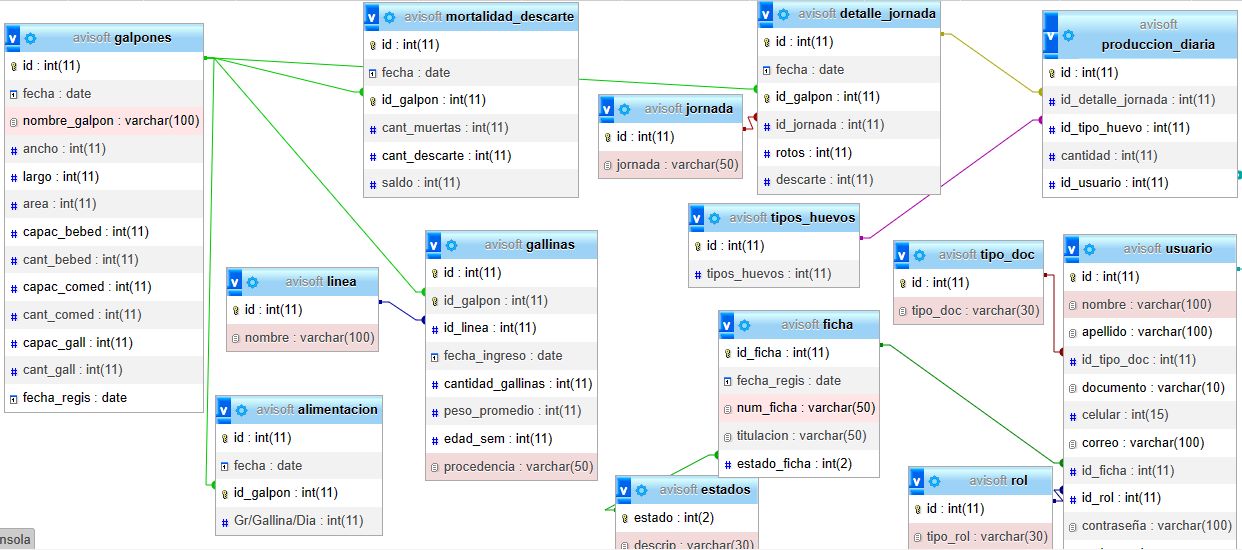 avisoft galpones
id : int(11)
fecha : date
nombre_galpon : varchar(100)
ancho : int(11)
largo : int(11)
area : int(11)
capac_bebed : int(11)
cant_bebed : int(11)
capac_comed : int(11)
cant_comed : int(11)
capac_gall : int(11)
cant_gall : int(11)
fecha_regis : date
avisoft mortalidad_descarte
id : int(11)
fecha : date
id_galpon : int(11)
cant_muertas : int(11)
cant_descarte : int(11)
saldo : int(11)
avisoft detalle_jornada
id : int(11)
fecha : date
id_galpon : int(11)
id_jornada : int(11)
rotos : int(11)
descarte : int(11)
avisoft
produccion_diaria
id : int(11)
id_detalle_jornada : int(11)
id_tipo_huevo : int(11)
cantidad : int(11)
id_usuario : int(11)
avisoft jornada
id : int(11)
jornada : varchar(50)
avisoft tipos_huevos
id : int(11)
tipos_huevos : int(11)
avisoft gallinas
id : int(11)
id_galpon : int(11)
id_linea : int(11)
fecha_ingreso : date
cantidad_gallinas : int(11)
peso_promedio : int(11)
edad_sem : int(11)
procedencia : varchar(50)
avisoft linea
id : int(11)
nombre : varchar(100)
avisoft tipo_doc
id : int(11)
tipo_doc : varchar(30)
avisoft usuario
id : int(11)
nombre : varchar(100)
apellido : varchar(100)
id_tipo_doc : int(11)
documento : varchar(10)
celular : int(15)
correo : varchar(100)
id_ficha : int(11)
id_rol : int(11)
contraseña : varchar(100)
avisoft ficha
id_ficha : int(11)
fecha_regis : date
num_ficha : varchar(50)
titulacion : varchar(50)
estado_ficha : int(2)
avisoft alimentacion
id : int(11)
fecha : date
id_galpon : int(11)
Gr/Gallina/Dia : int(11)
avisoft estados
estado : int(2)
descrip : varchar(30)
avisoft rol
id : int(11)
tipo_rol : varchar(30)
nsola